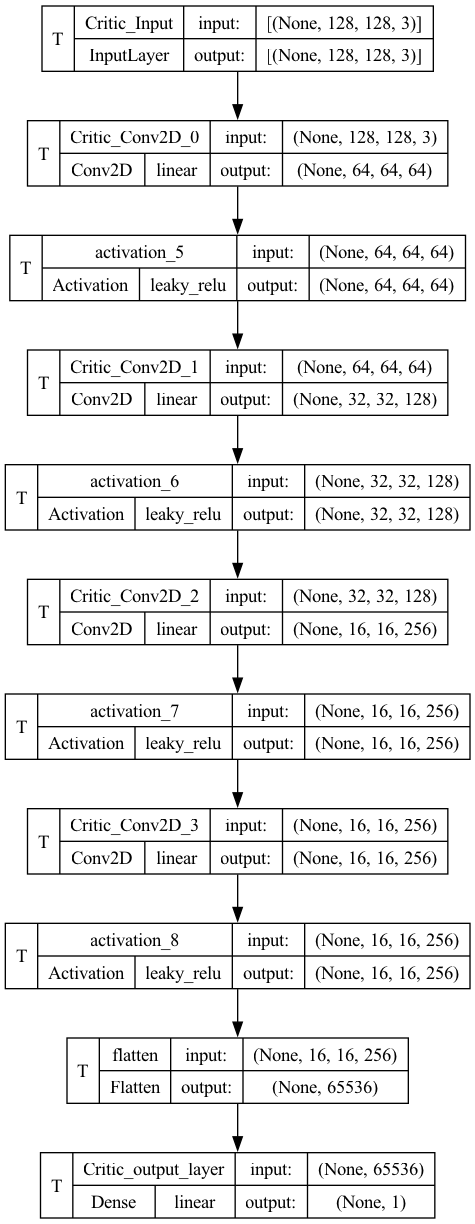 T Critic_Input input: [(None, 128, 128, 3)]
InputLayer output: [(None, 128, 128, 3)]
T Critic_Conv2D_0 input: (None, 128, 128, 3)
Conv2D linear output: (None, 64, 64, 64)
T activation_5 input: (None, 64, 64, 64)
Activation leaky_relu output: (None, 64, 64, 64)
T Critic_Conv2D_1 input: (None, 64, 64, 64)
Conv2D linear output: (None, 32, 32, 128)
T activation_6 input: (None, 32, 32, 128)
Activation leaky_relu output: (None, 32, 32, 128)
T Critic_Conv2D_2 input: (None, 32, 32, 128)
Conv2D linear output: (None, 16, 16, 256)
T activation_7 input: (None, 16, 16, 256)
Activation leaky_relu output: (None, 16, 16, 256)
T Critic_Conv2D_3 input: (None, 16, 16, 256)
Conv2D linear output: (None, 16, 16, 256)
T activation_8 input: (None, 16, 16, 256)
Activation leaky_relu output: (None, 16, 16, 256)
T flatten input: (None, 16, 16, 256)
Flatten output: (None, 65536)
T Critic_output_layer input: (None, 65536)
Dense linear output: (None, 1)